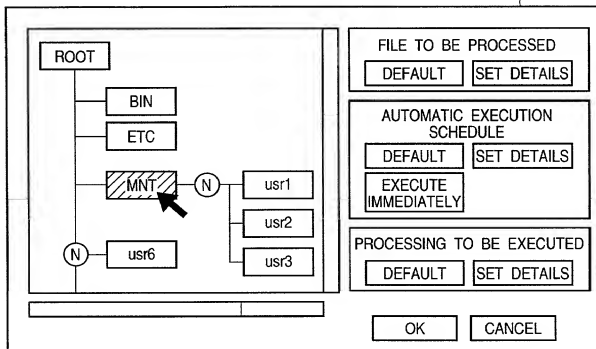 ROOT
BIN
ETC
MNT
N
usr1
usr2
usr3
N
usr6
FILE TO BE PROCESSED
DEFAULT
SET DETAILS
AUTOMATIC EXECUTION
SCHEDULE
DEFAULT
SET DETAILS
EXECUTE
IMMEDIATELY
PROCESSING TO BE EXECUTED
DEFAULT
SET DETAILS
OK
CANCEL